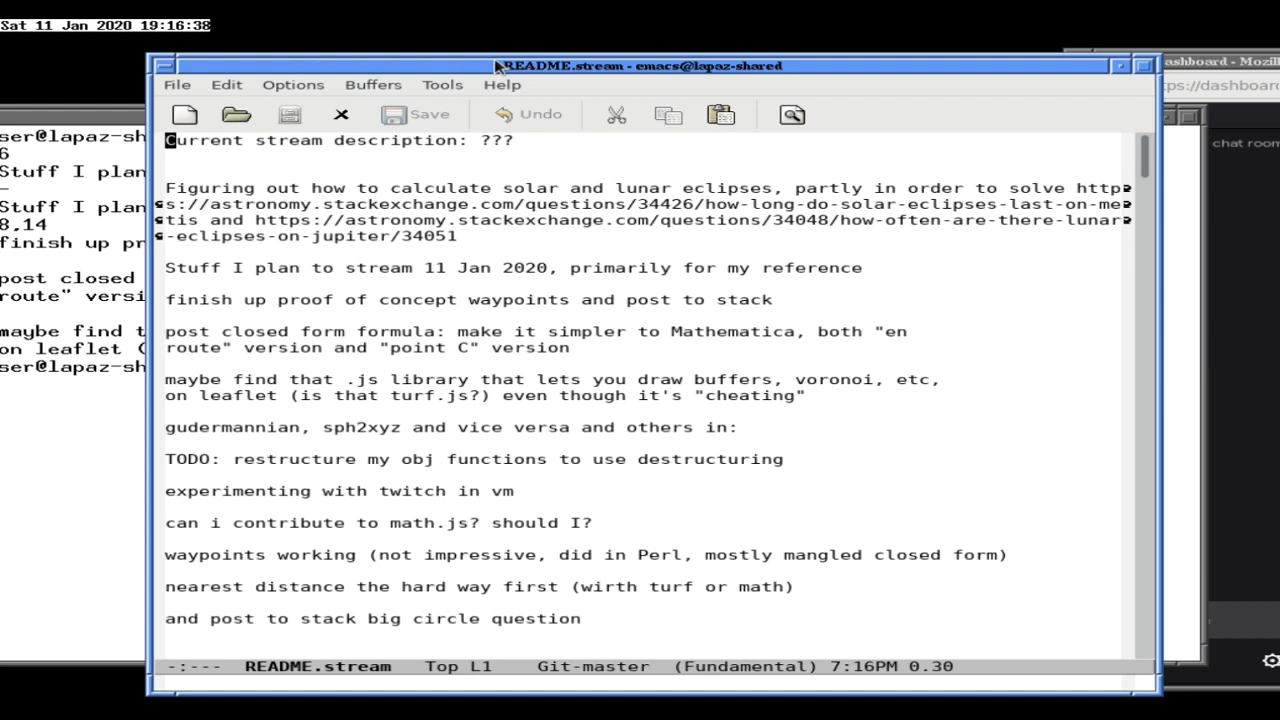 Sat 11 Jan 2020 19:16:38
README.stream - emacs@lapaz-shared
ashboard - Mozil
File Edit Options Buffers Tools Help
ps://dashboar
Save Undo
chat room
ser@lapaz-sh
6
Stuff I plan
Stuff I plan
8,14
finish up pr
post closed
route" versi
maybe find t
on leaflet (
ser@lapaz-sh
Current stream description: ???
Figuring out how to calculate solar and lunar eclipses, partly in order to solve http
s://astronomy.stackexchange.com/questions/34426/how-long-do-solar-eclipses-last-on-me
tis and https://astronomy.stackexchange.com/questions/34048/how-often-are-there-lunar
-eclipses-on-jupiter/34051
Stuff I plan to stream 11 Jan 2020, primarily for my reference
finish up proof of concept waypoints and post to stack
post closed form formula: make it simpler to Mathematica, both "en
route" version and "point C" version
maybe find that .js library that lets you draw buffers, voronoi, etc,
on leaflet (is that turf.js?) even though it's "cheating"
gudermannian, sph2xyz and vice versa and others in:
TODO: restructure my obj functions to use destructuring
experimenting with twitch in vm
can i contribute to math.js? should I?
waypoints working (not impressive, did in Perl, mostly mangled closed form)
nearest distance the hard way first (wirth turf or math)
and post to stack big circle question
-:--- README.stream Top L1 Git-master (Fundamental) 7:16PM 0.30